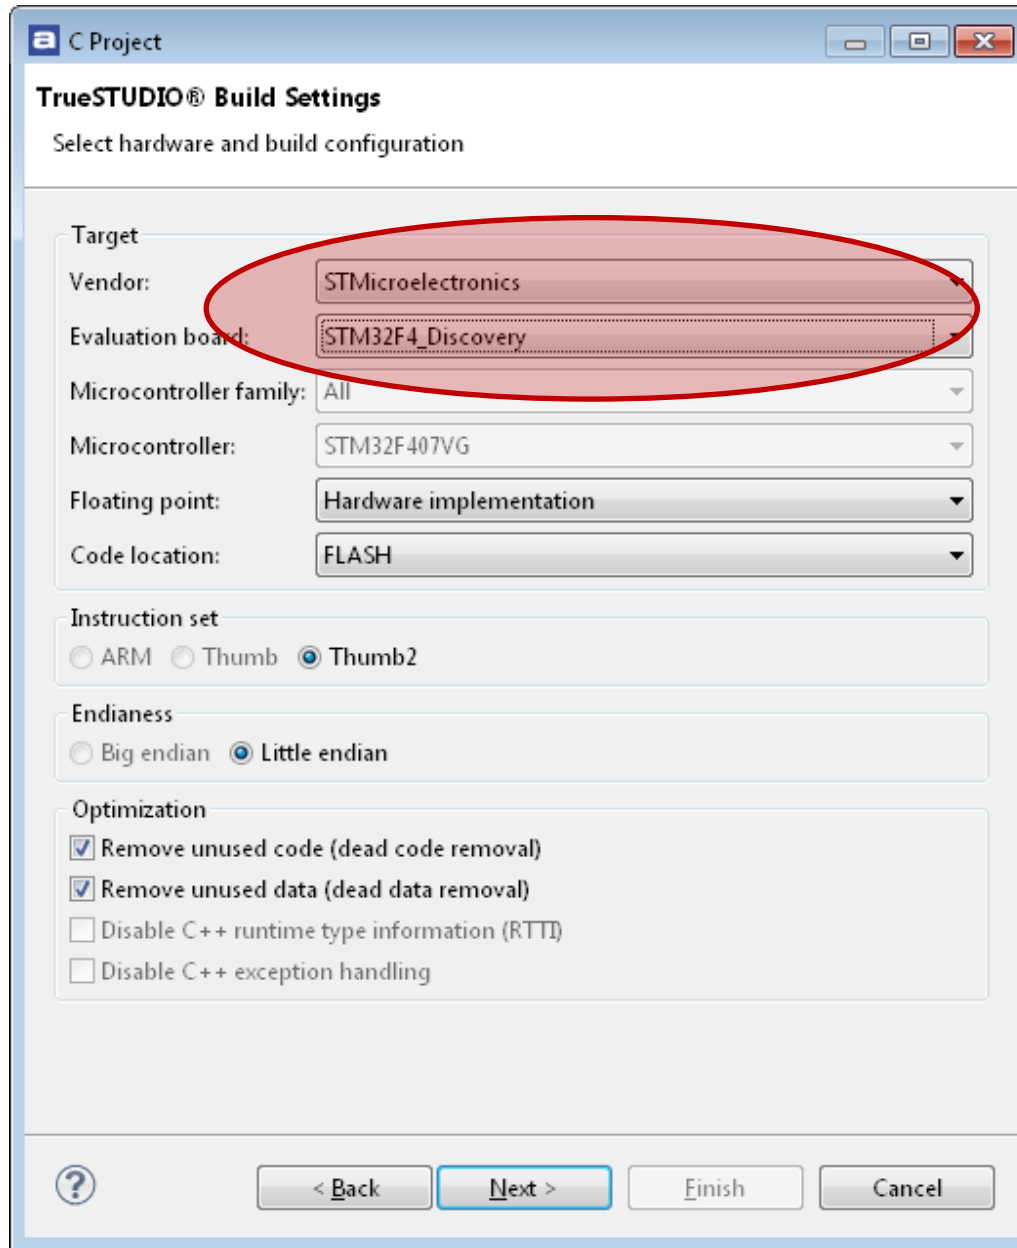 a C Project
TrueSTUDIO® Build Settings
Select hardware and build configuration
Target
Vendor: STMicroelectronics
Evaluation board: STM32F4_Discovery
Microcontroller family: All
Microcontroller: STM32F407VG
Floating point: Hardware implementation
Code location: FLASH
Instruction set
ARM Thumb Thumb2
Endianess
Big endian Little endian
Optimization
Remove unused code (dead code removal)
Remove unused data (dead data removal)
Disable C++ runtime type information (RTTI)
Disable C++ exception handling
? < Back Next > Finish Cancel